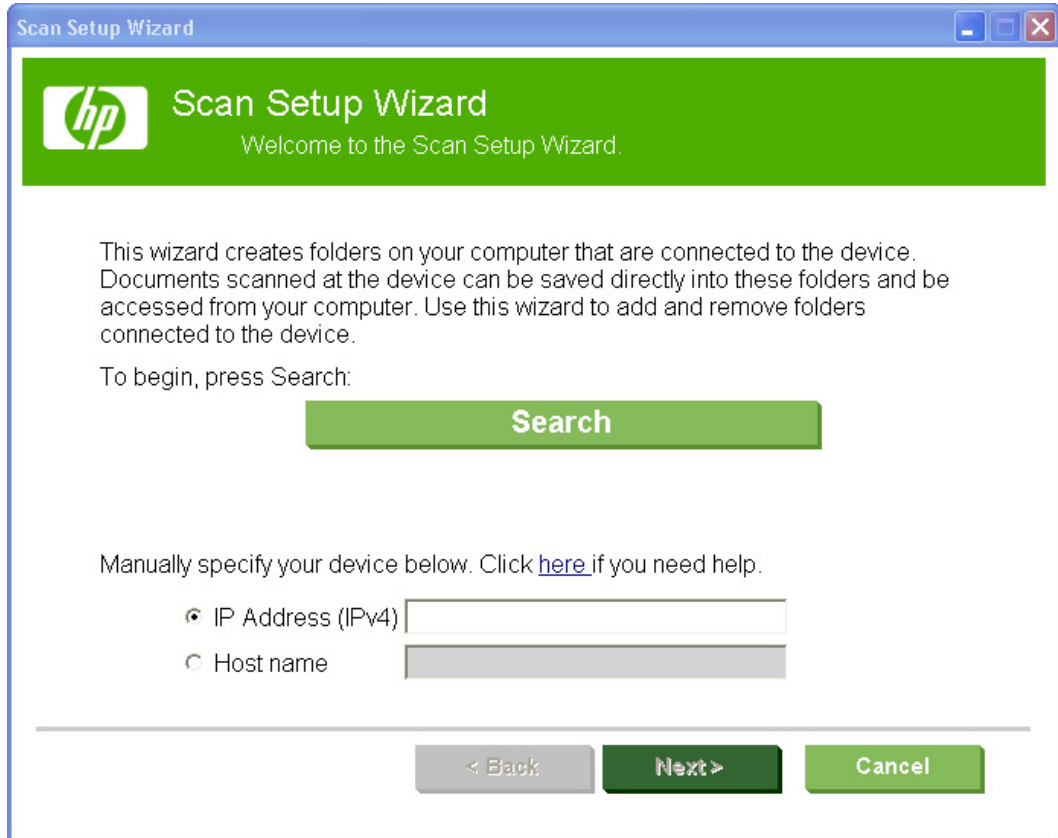 Scan Setup Wizard
hp
Scan Setup Wizard
Welcome to the Scan Setup Wizard.
This wizard creates folders on your computer that are connected to the device.
Documents scanned at the device can be saved directly into these folders and be
accessed from your computer. Use this wizard to add and remove folders
connected to the device.
To begin, press Search:
Search
Manually specify your device below. Click here if you need help.
IP Address (IPv4)
Host name
< Back Next > Cancel